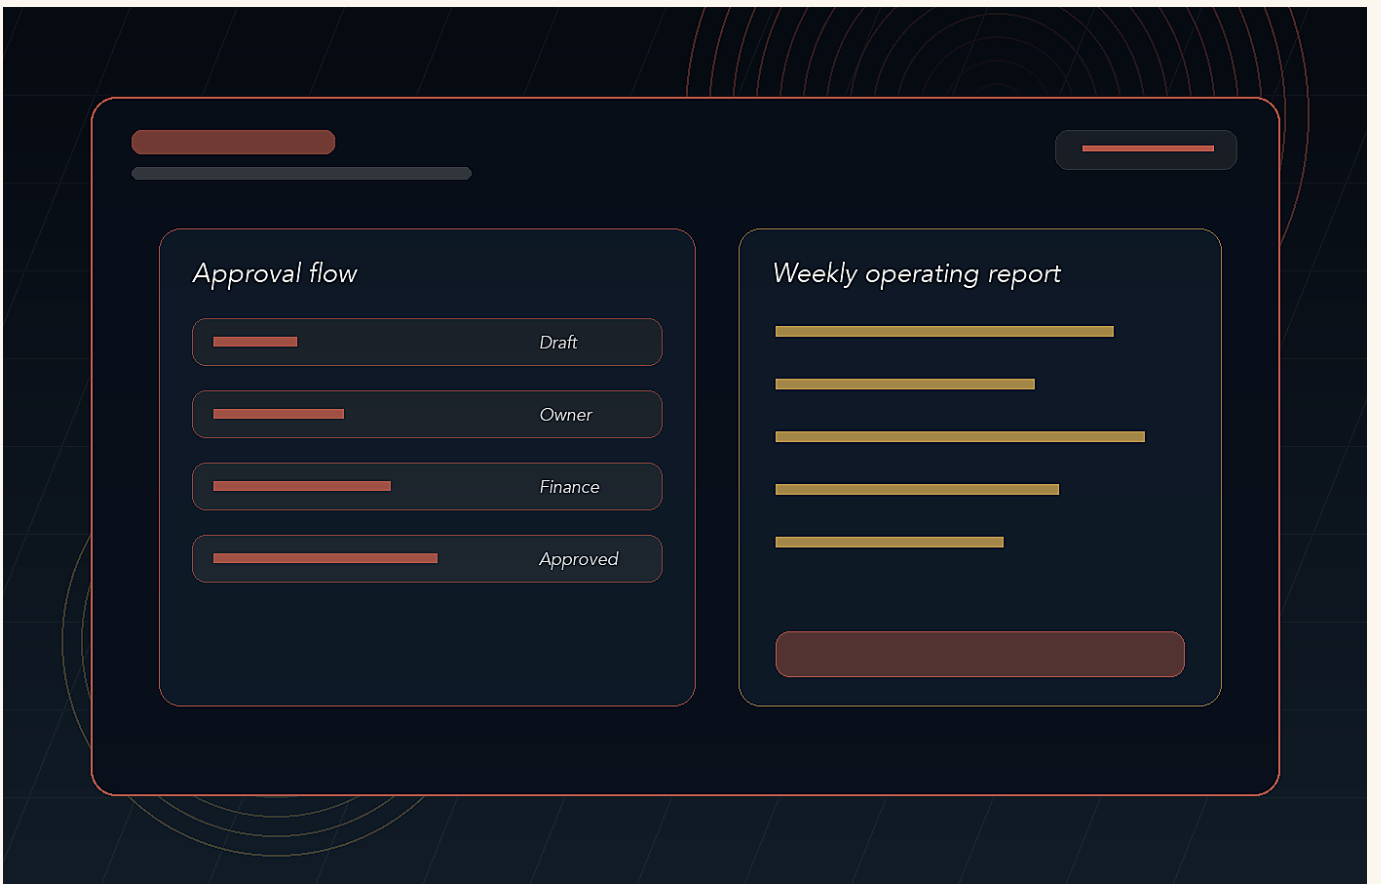 Approval flow
Draft
Owner
Finance
Approved
Weekly operating report